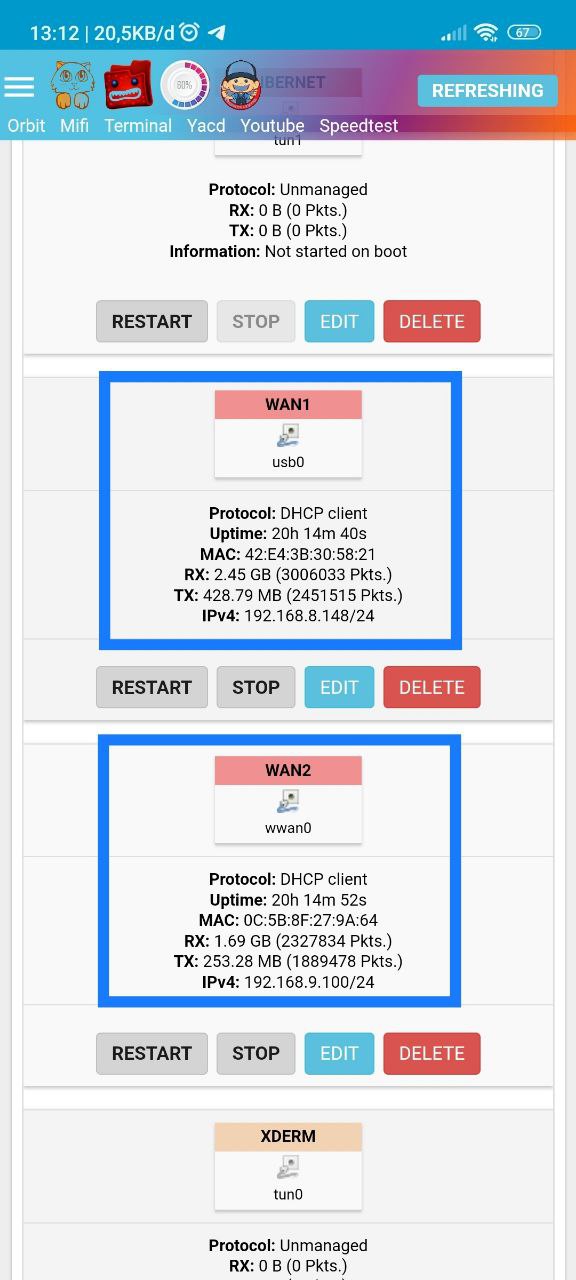 13:12 | 20,5KB/d
67
80%
IBERNET
REFRESHING
Orbit Mifi Terminal Yacd Youtube Speedtest
tun1
Protocol: Unmanaged
RX: 0 B (0 Pkts.)
TX: 0 B (0 Pkts.)
Information: Not started on boot
RESTART STOP EDIT DELETE
WAN1
usb0
Protocol: DHCP client
Uptime: 20h 14m 40s
MAC: 42:E4:3B:30:58:21
RX: 2.45 GB (3006033 Pkts.)
TX: 428.79 MB (2451515 Pkts.)
IPv4: 192.168.8.148/24
RESTART STOP EDIT DELETE
WAN2
wwan0
Protocol: DHCP client
Uptime: 20h 14m 52s
MAC: 0C:5B:8F:27:9A:64
RX: 1.69 GB (2327834 Pkts.)
TX: 253.28 MB (1889478 Pkts.)
IPv4: 192.168.9.100/24
RESTART STOP EDIT DELETE
XDERM
tun0
Protocol: Unmanaged
RX: 0 B (0 Pkts.)